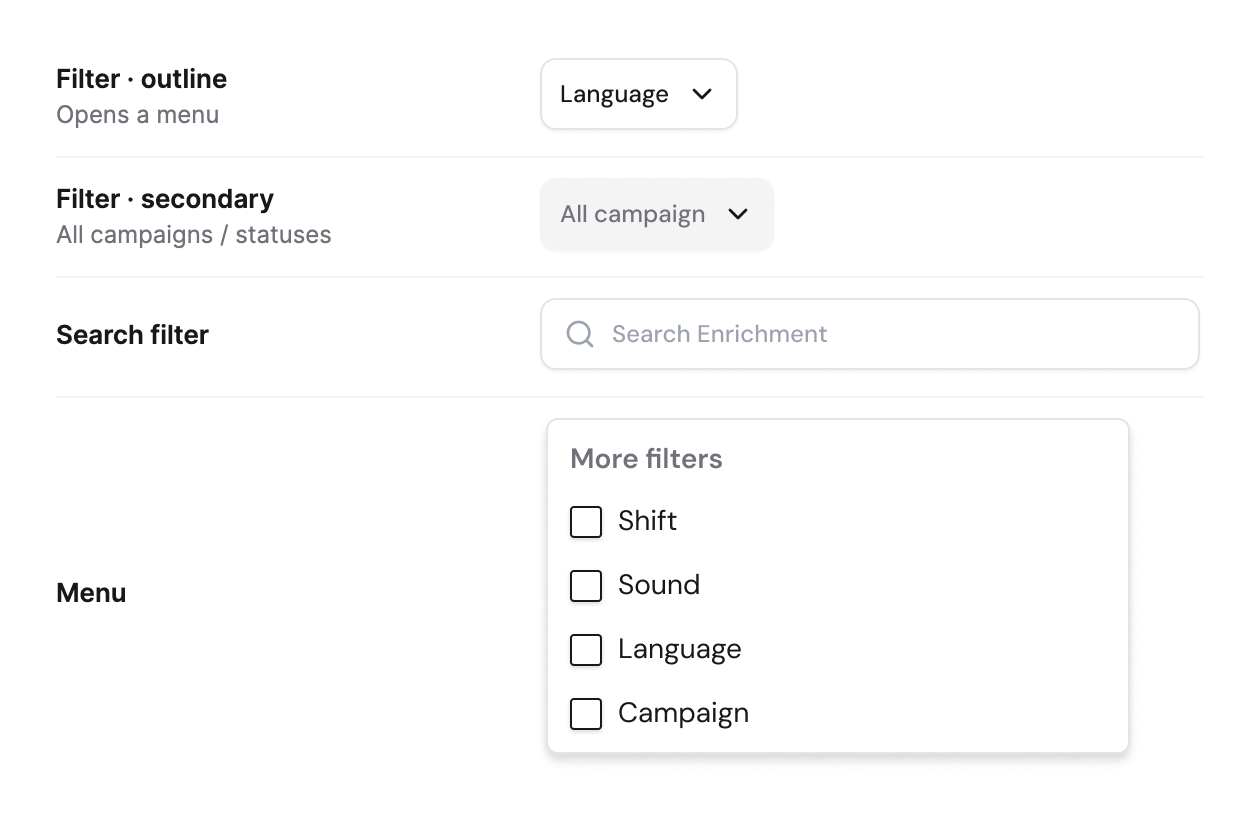 Filter · outline
Opens a menu
Language
Filter · secondary
All campaigns / statuses
All campaign
Search filter
Search Enrichment
Menu
More filters
Shift
Sound
Language
Campaign